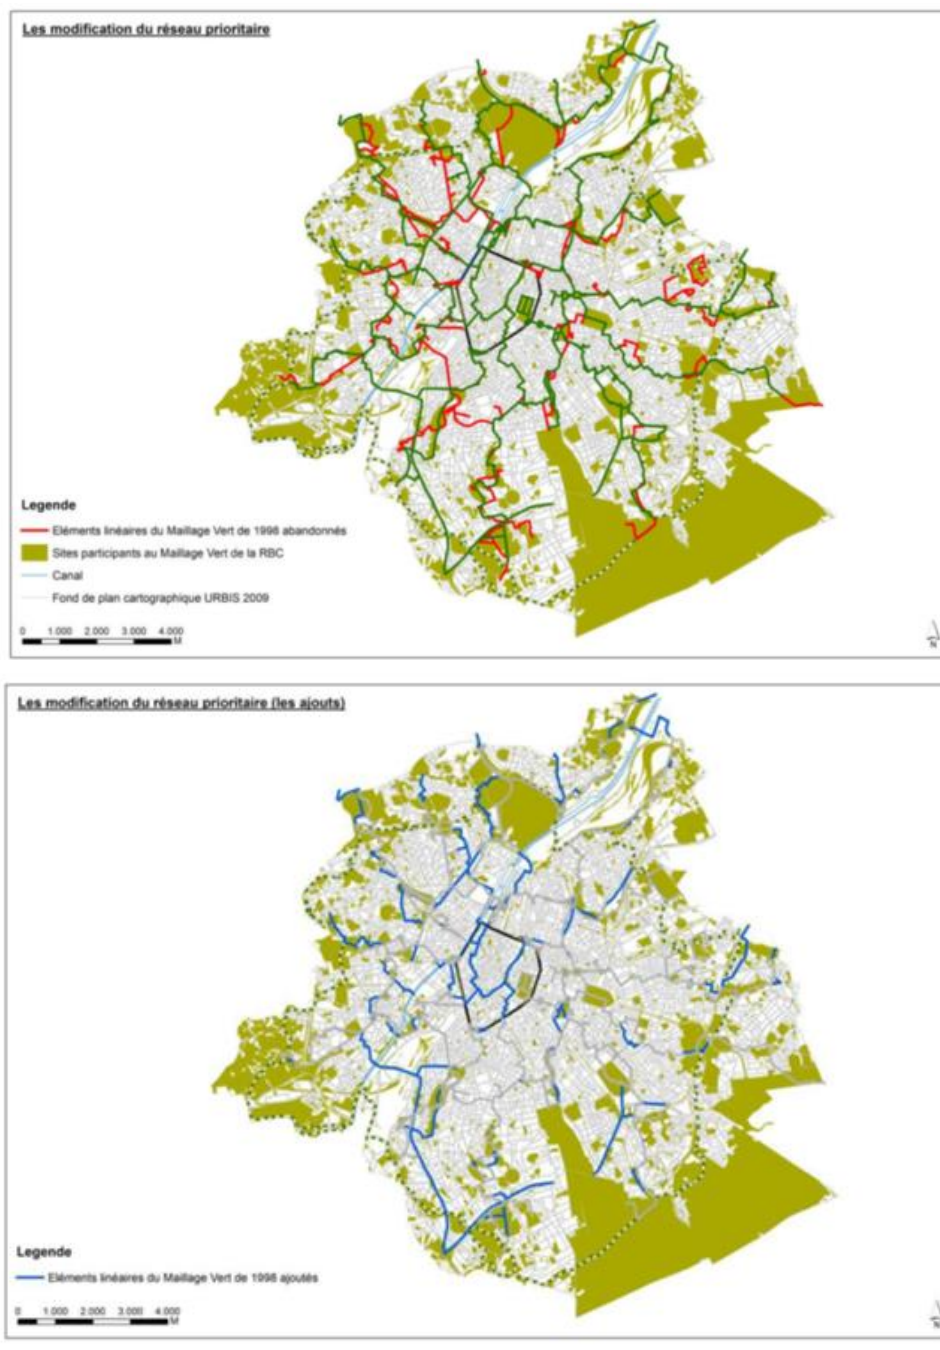 Les modification du réseau prioritaire
Legende
Eléments linéaires du Maillage Vert de 1998 abandonnés
Sites participants au Maillage Vert de la RBC
Canal
Fond de plan cartographique URBIS 2009
0 1.000 2.000 3.000 4.000
M
N
Les modification du réseau prioritaire (les ajouts)
Legende
Eléments linéaires du Maillage Vert de 1998 ajoutés
0 1.000 2.000 3.000 4.000
M
N